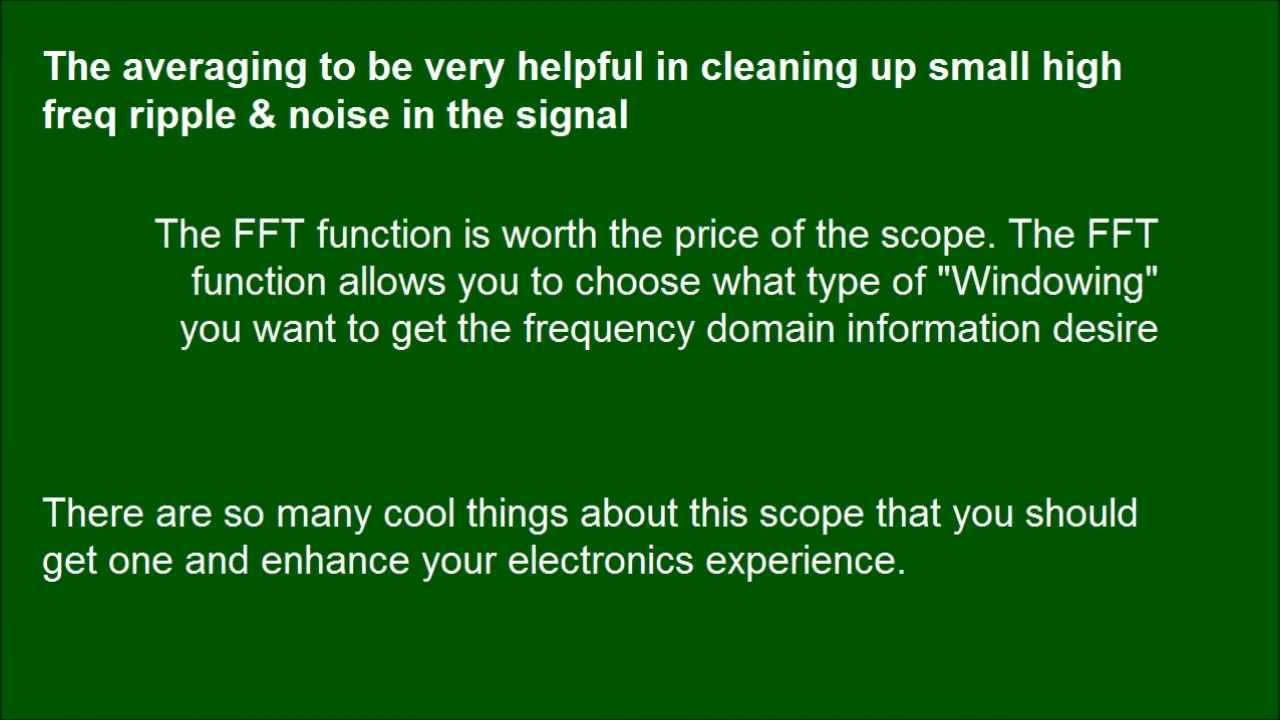 The averaging to be very helpful in cleaning up small high
freq ripple & noise in the signal
The FFT function is worth the price of the scope. The FFT
function allows you to choose what type of "Windowing"
you want to get the frequency domain information desire
There are so many cool things about this scope that you should
get one and enhance your electronics experience.